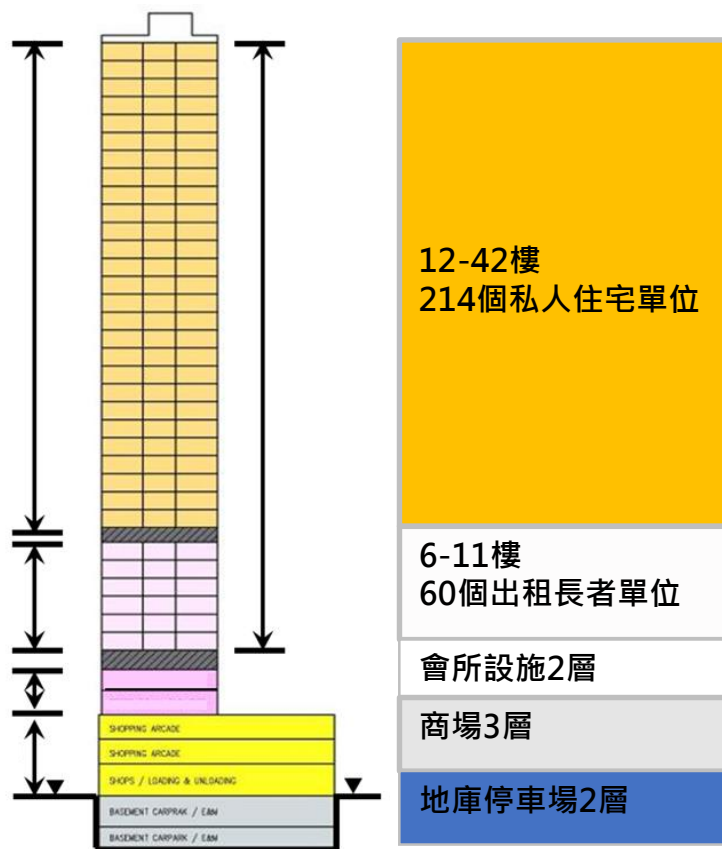 12-42樓
214個私人住宅單位
6-11樓
60個出租長者單位
會所設施2層
商場3層
地庫停車場2層
SHOPPING ARCADE
SHOPPING ARCADE
SHOPS / LOADING & UNLOADING
BASEMENT CARPRAK / E&M
BASEMENT CARPARK / E&M